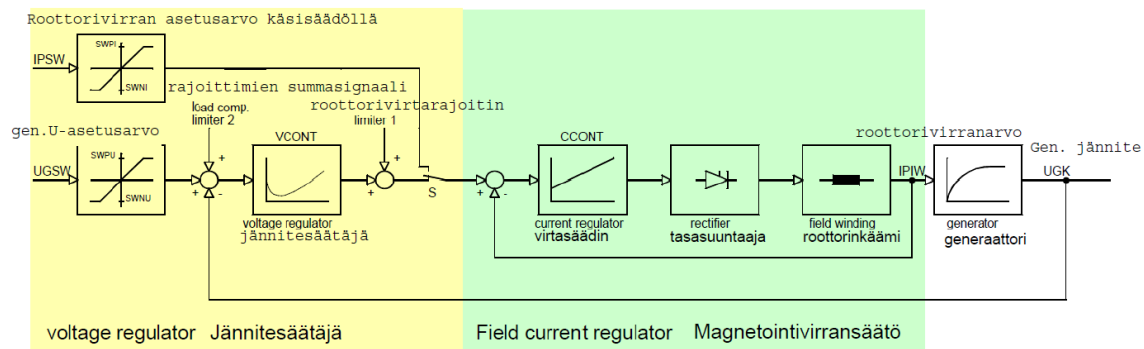 Roottorivirran asetusarvo käsisäädöllä
SWPI
IPSW
SWNI
rajoittimien summasignaali
load comp.
limiter 2
roottorivirtarajoitin
limiter 1
gen.U-asetusarvo
SWPU
UGSW
SWNU
VCONT
voltage regulator
jännitesäätäjä
S
CCONT
current regulator
virtasäädin
rectifier
tasasuuntaaja
field winding
roottorinkäämi
roottorivirranarvo
IPIW
generator
generaattori
Gen. jännite
UGK
+
+
-
+
+
+
-
voltage regulator Jännitesäätäjä
Field current regulator Magnetointivirransäätö